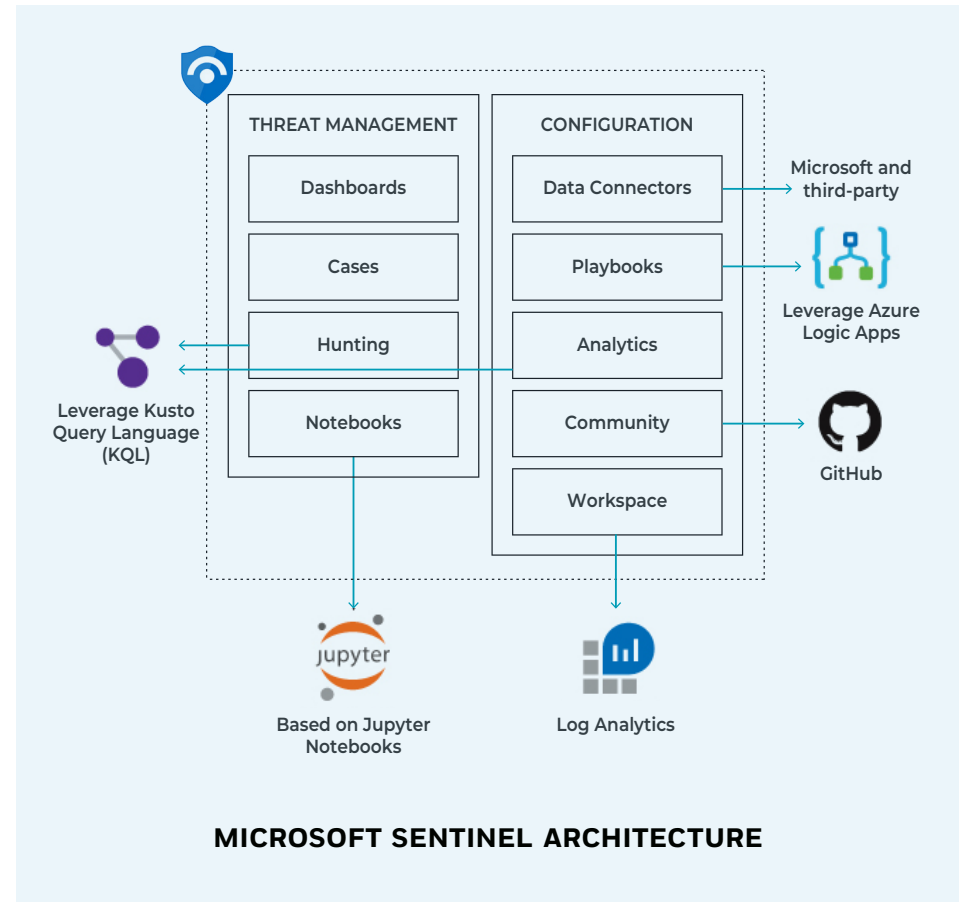 THREAT MANAGEMENT
Dashboards
Cases
Hunting
Notebooks
CONFIGURATION
Data Connectors
Playbooks
Analytics
Community
Workspace
Microsoft and
third-party
Leverage Azure
Logic Apps
GitHub
Leverage Kusto
Query Language
(KQL)
jupyter
Based on Jupyter
Notebooks
Log Analytics
MICROSOFT SENTINEL ARCHITECTURE